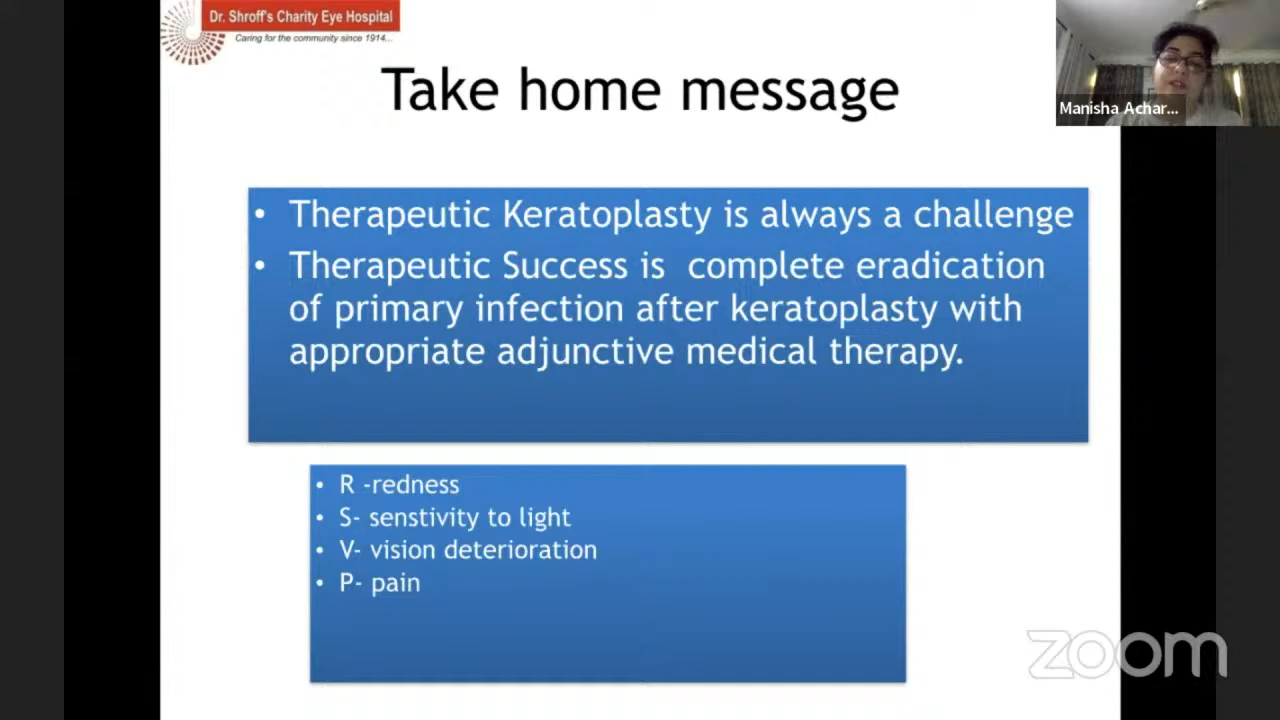 Dr. Shroff's Charity Eye Hospital
Caring for the community since 1914...
Take home message
Manisha Achar...
• Therapeutic Keratoplasty is always a challenge
• Therapeutic Success is complete eradication
of primary infection after keratoplasty with
appropriate adjunctive medical therapy.
• R -redness
• S- senstivity to light
• V- vision deterioration
• P- pain
zoom